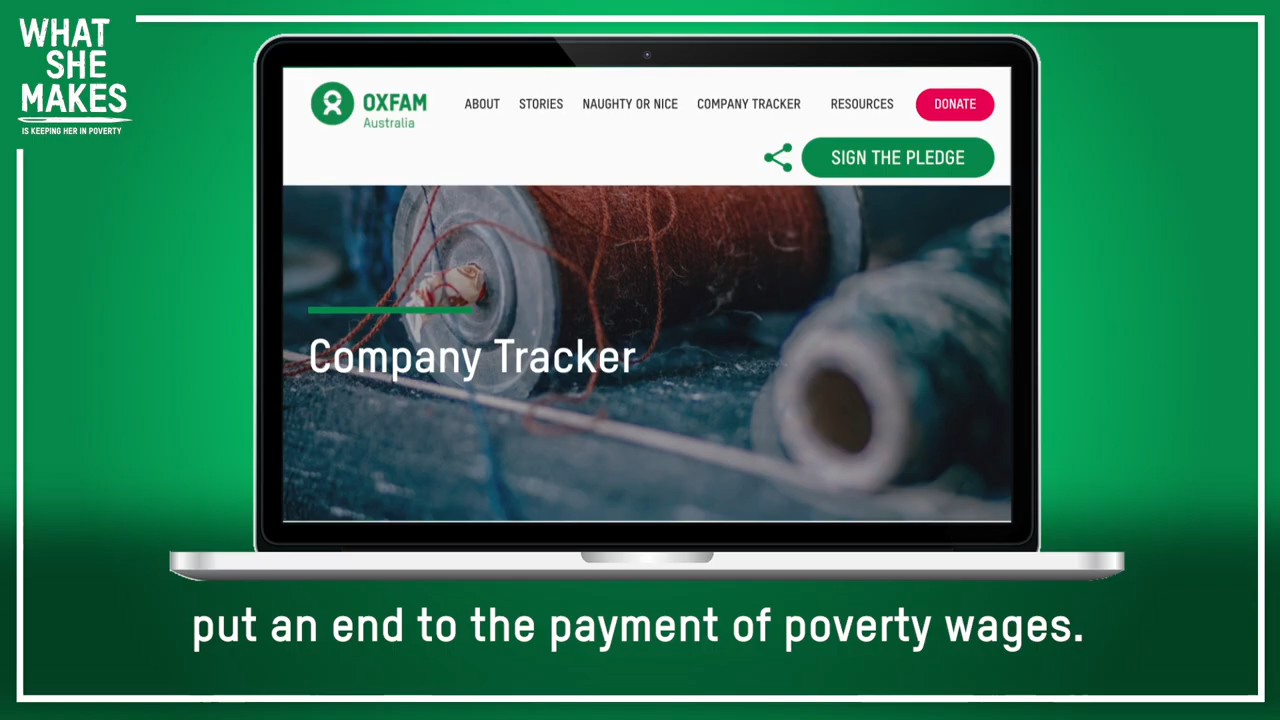 WHAT
SHE
MAKES
IS KEEPING HER IN POVERTY
OXFAM
Australia
ABOUT STORIES NAUGHTY OR NICE COMPANY TRACKER RESOURCES DONATE
SIGN THE PLEDGE
Company Tracker
put an end to the payment of poverty wages.